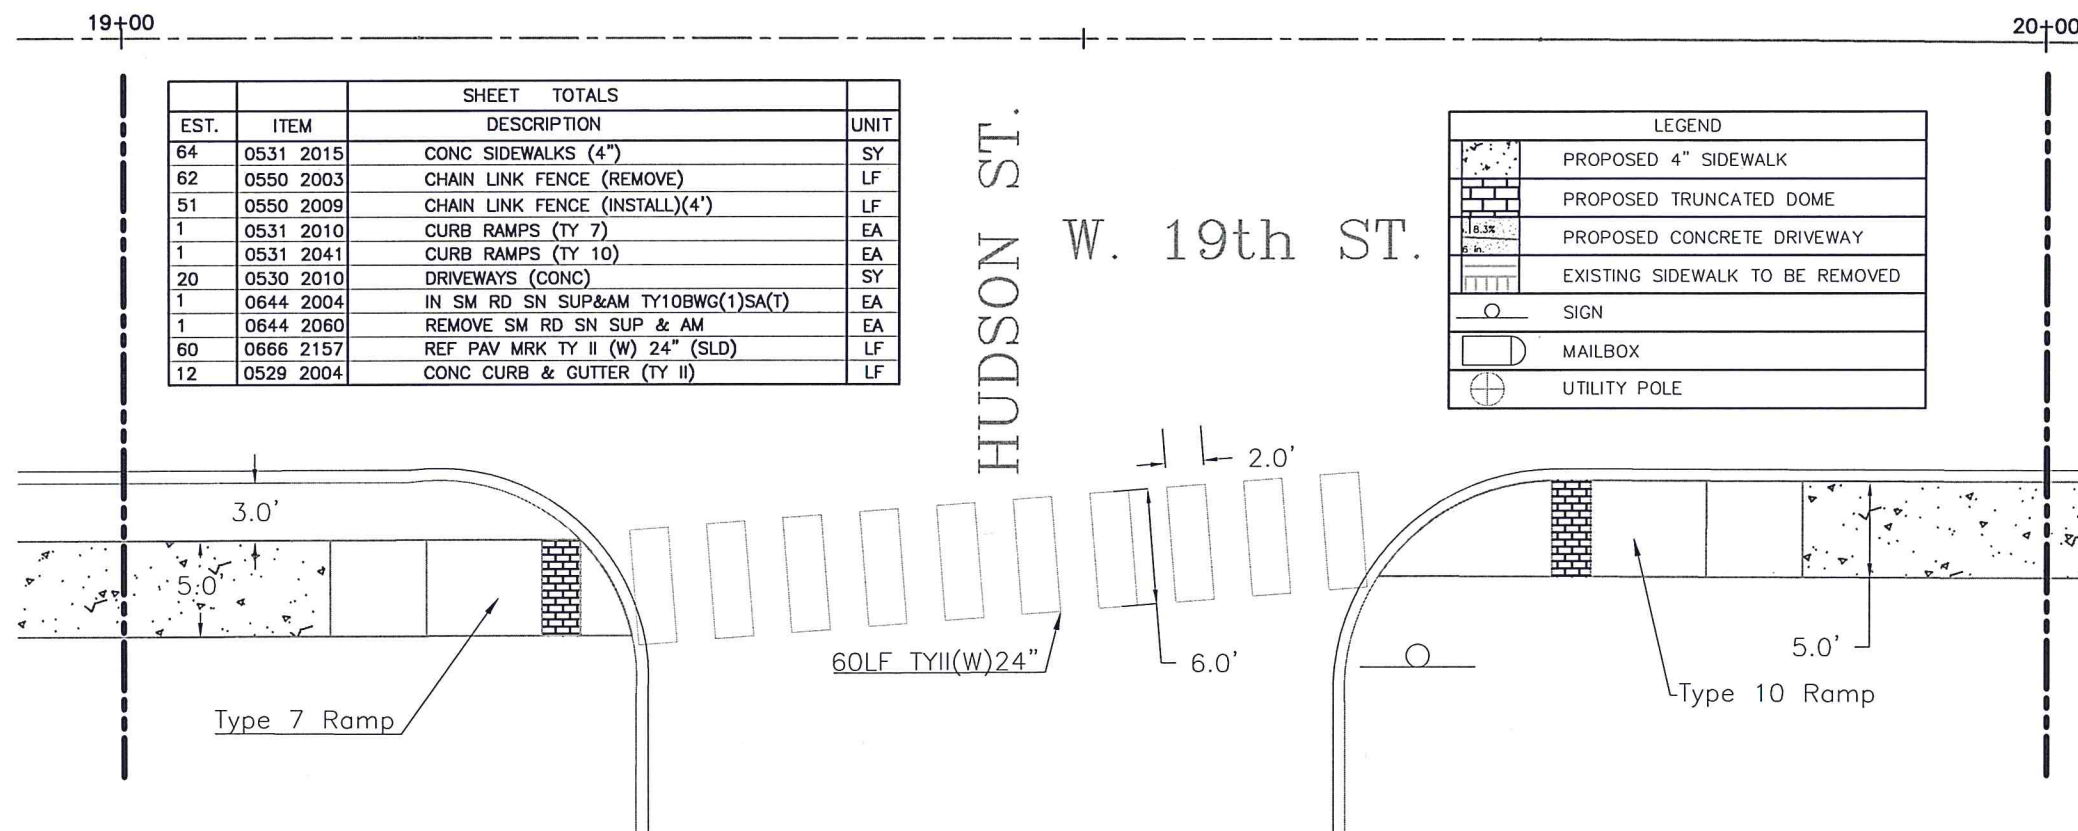 19+00
20+00
SHEET TOTALS
EST. ITEM DESCRIPTION UNIT
64 0531 2015 CONC SIDEWALKS (4") SY
62 0550 2003 CHAIN LINK FENCE (REMOVE) LF
51 0550 2009 CHAIN LINK FENCE (INSTALL)(4') LF
1 0531 2010 CURB RAMPS (TY 7) EA
1 0531 2041 CURB RAMPS (TY 10) EA
20 0530 2010 DRIVEWAYS (CONC) SY
1 0644 2004 IN SM RD SN SUP&AM TY10BWG(1)SA(T) EA
1 0644 2060 REMOVE SM RD SN SUP & AM EA
60 0666 2157 REF PAV MRK TY II (W) 24" (SLD) LF
12 0529 2004 CONC CURB & GUTTER (TY II) LF
HUDSON ST.
W. 19th ST.
LEGEND
PROPOSED 4" SIDEWALK
PROPOSED TRUNCATED DOME
8.3%
6 in.
PROPOSED CONCRETE DRIVEWAY
EXISTING SIDEWALK TO BE REMOVED
SIGN
MAILBOX
UTILITY POLE
2.0'
3.0'
5.0'
60LF TYII(W)24"
6.0'
5.0'
Type 7 Ramp
Type 10 Ramp